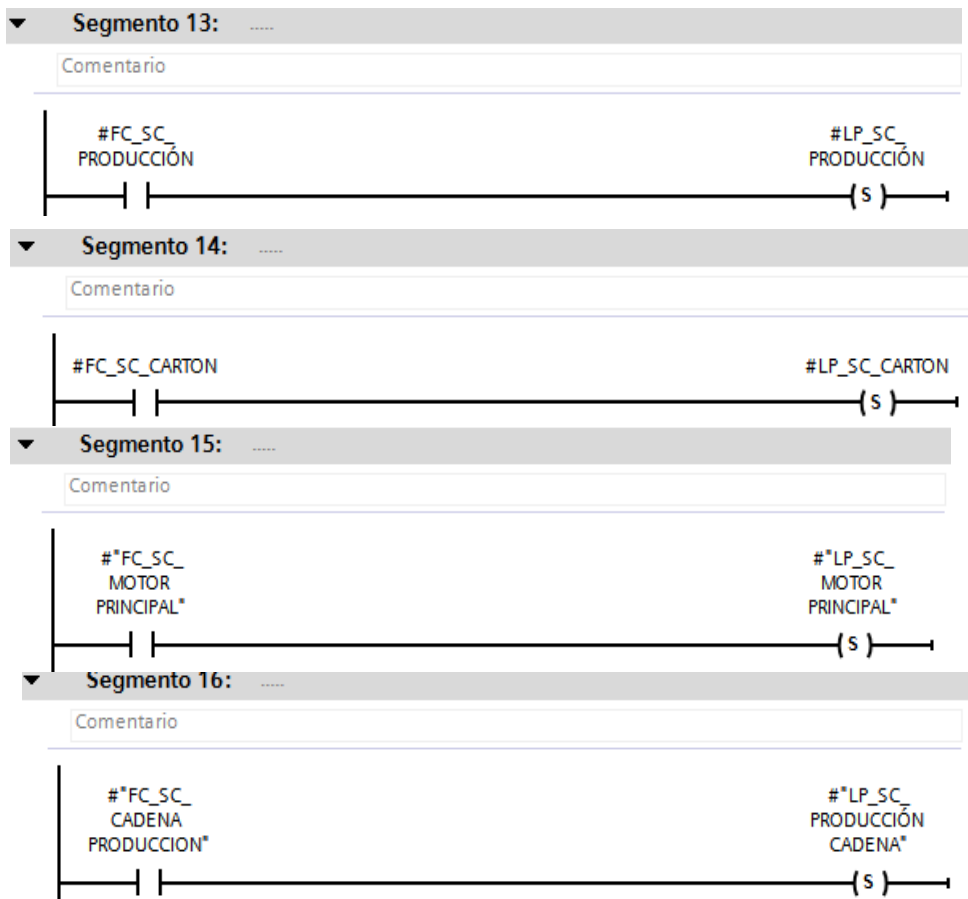 Segmento 13: .....
Comentario
#FC_SC_
PRODUCCIÓN
#LP_SC_
PRODUCCIÓN
( S )
Segmento 14: .....
Comentario
#FC_SC_CARTON
#LP_SC_CARTON
( S )
Segmento 15: .....
Comentario
#"FC_SC_
MOTOR
PRINCIPAL"
#"LP_SC_
MOTOR
PRINCIPAL"
( S )
Segmento 16: .....
Comentario
#"FC_SC_
CADENA
PRODUCCION"
#"LP_SC_
PRODUCCIÓN
CADENA"
( S )